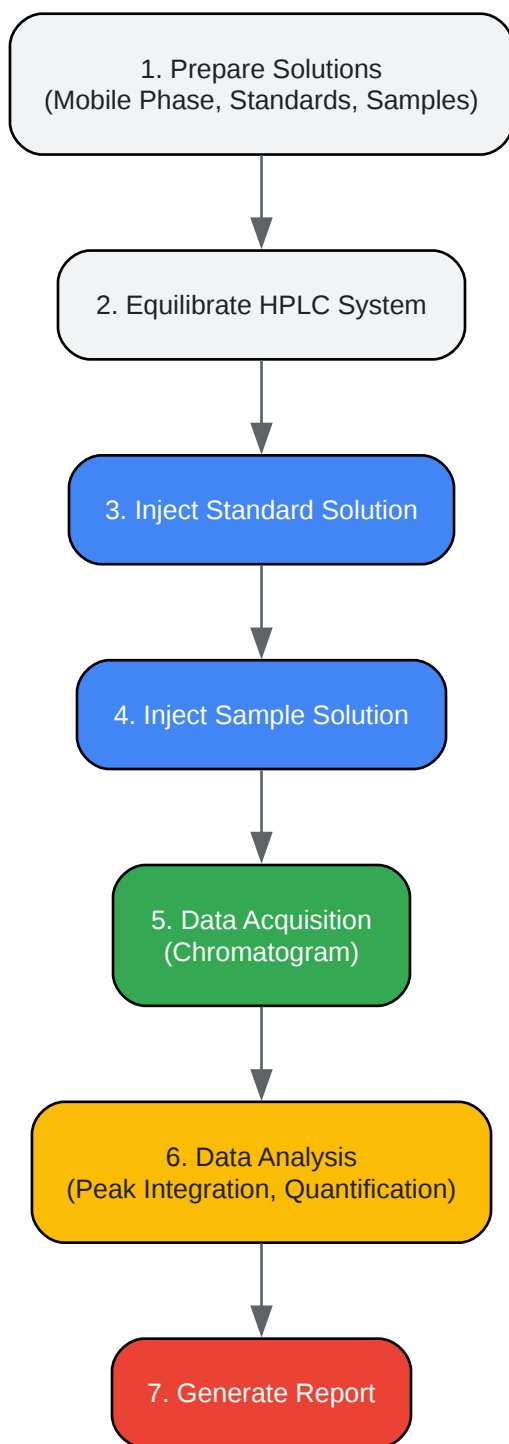 1. Prepare Solutions
(Mobile Phase, Standards, Samples)
2. Equilibrate HPLC System
3. Inject Standard Solution
4. Inject Sample Solution
5. Data Acquisition
(Chromatogram)
6. Data Analysis
(Peak Integration, Quantification)
7. Generate Report